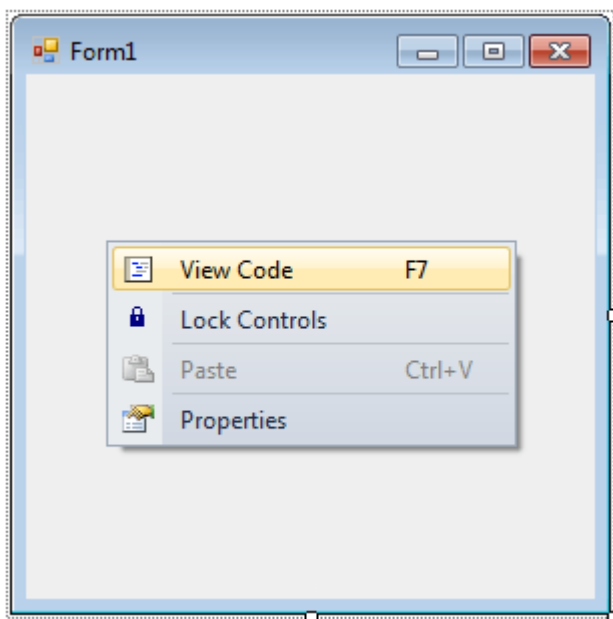 Form1
View Code F7
Lock Controls
Paste Ctrl+V
Properties